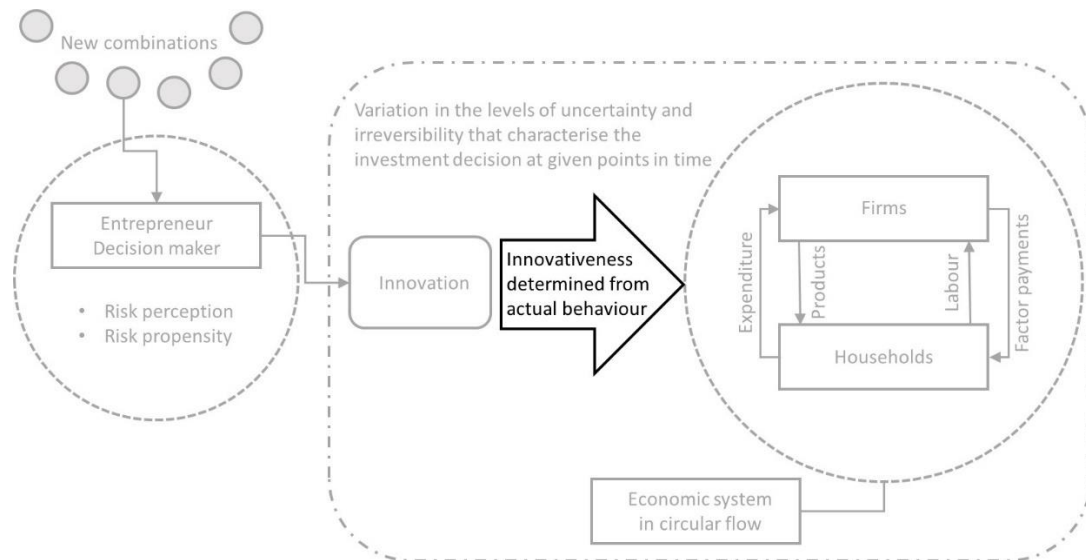 New combinations
Variation in the levels of uncertainty and
irreversibility that characterise the
investment decision at given points in time
Entrepreneur
Decision maker
• Risk perception
• Risk propensity
Innovation
Innovativeness
determined from
actual behaviour
Firms
Expenditure
Products
Labour
Factor payments
Households
Economic system
in circular flow